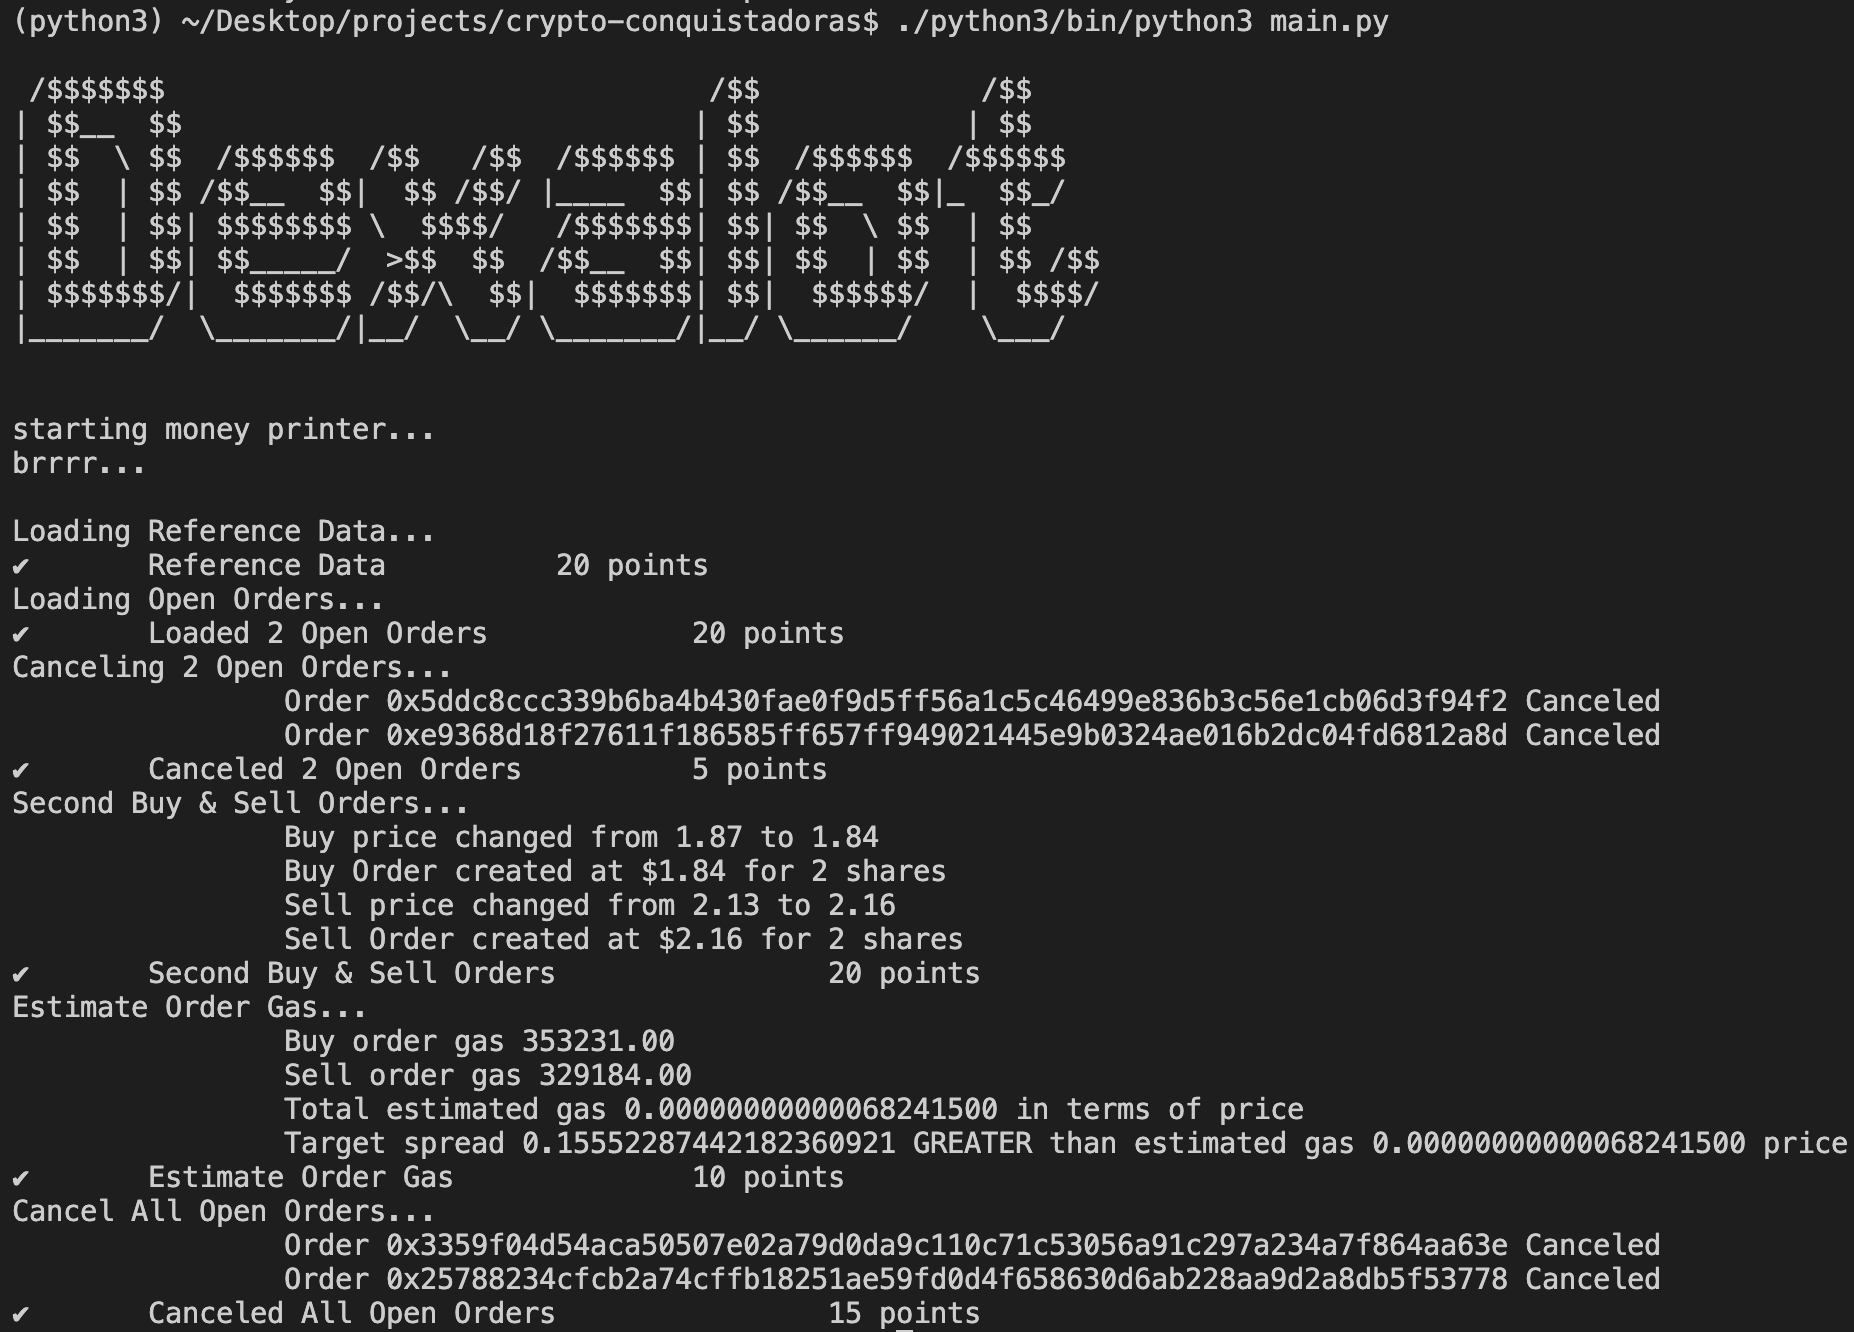 (python3) ~/Desktop/projects/crypto-conquistadoras$ ./python3/bin/python3 main.py
 /$$$$$$$                                /$$             /$$
| $$__  $$                              | $$            | $$
| $$  \ $$  /$$$$$$  /$$   /$$  /$$$$$$ | $$  /$$$$$$  /$$$$$$
| $$  | $$ /$$__  $$|  $$ /$$/ |____  $$| $$ /$$__  $$|_  $$_/
| $$  | $$| $$$$$$$$ \  $$$$/   /$$$$$$$| $$| $$  \ $$  | $$
| $$  | $$| $$_____/  >$$  $$  /$$__  $$| $$| $$  | $$  | $$ /$$
| $$$$$$$/|  $$$$$$$ /$$/\  $$|  $$$$$$$| $$|  $$$$$$/  |  $$$$/
|_______/  \_______/|__/  \__/ \_______/|__/ \______/    \___/
starting money printer...
brrrr...
Loading Reference Data...
✔       Reference Data          20 points
Loading Open Orders...
✔       Loaded 2 Open Orders            20 points
Canceling 2 Open Orders...
                Order 0x5ddc8ccc339b6ba4b430fae0f9d5ff56a1c5c46499e836b3c56e1cb06d3f94f2 Canceled
                Order 0xe9368d18f27611f186585ff657ff949021445e9b0324ae016b2dc04fd6812a8d Canceled
✔       Canceled 2 Open Orders          5 points
Second Buy & Sell Orders...
                Buy price changed from 1.87 to 1.84
                Buy Order created at $1.84 for 2 shares
                Sell price changed from 2.13 to 2.16
                Sell Order created at $2.16 for 2 shares
✔       Second Buy & Sell Orders                20 points
Estimate Order Gas...
                Buy order gas 353231.00
                Sell order gas 329184.00
                Total estimated gas 0.00000000000068241500 in terms of price
                Target spread 0.15552287442182360921 GREATER than estimated gas 0.00000000000068241500 price
✔       Estimate Order Gas              10 points
Cancel All Open Orders...
                Order 0x3359f04d54aca50507e02a79d0da9c110c71c53056a91c297a234a7f864aa63e Canceled
                Order 0x25788234cfcb2a74cffb18251ae59fd0d4f658630d6ab228aa9d2a8db5f53778 Canceled
✔       Canceled All Open Orders                15 points